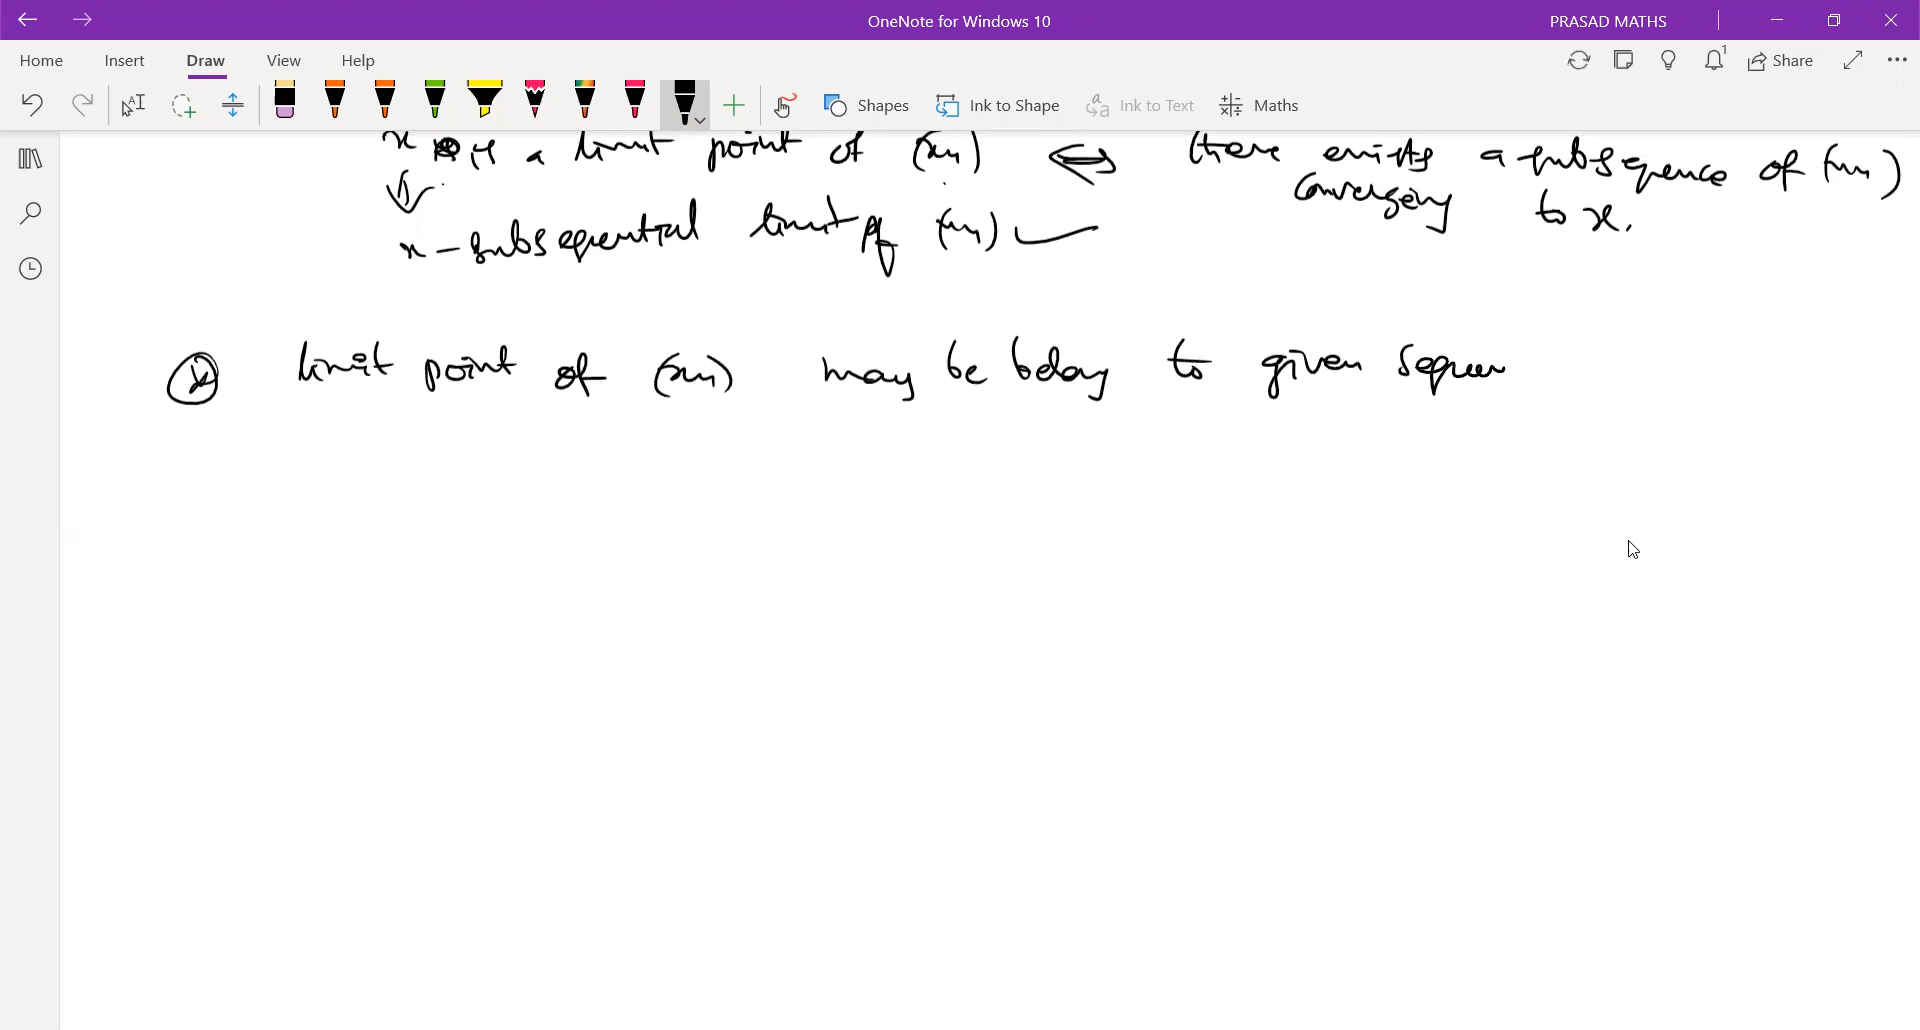 OneNote for Windows 10
PRASAD MATHS
Home Insert Draw View Help
1
Share
Shapes Ink to Shape Ink to Text Maths
x is a limit point of (xn) ⇔ there exists a subsequence of (xn)
converging to x.
x - subsequential limit of (xn)
limit point of (xn) may be belong to given